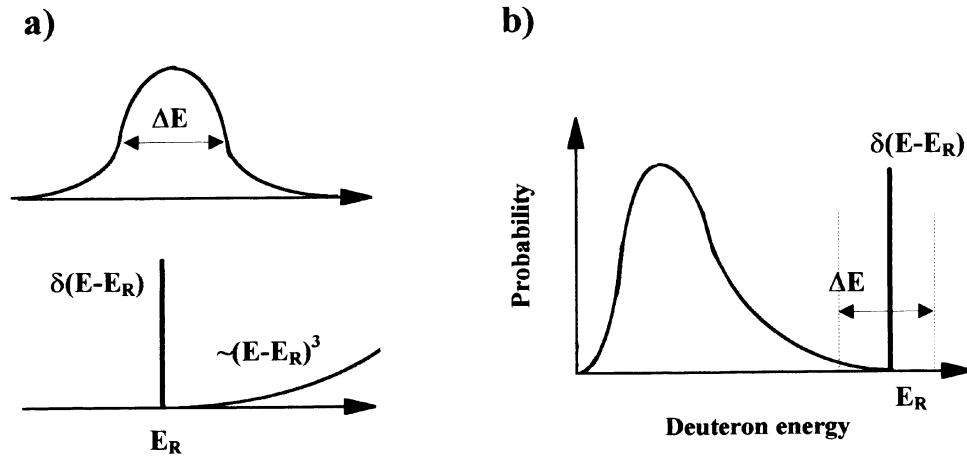 a)
ΔE
δ(E-E_R)
~(E-E_R)³
E_R
b)
δ(E-E_R)
Probability
ΔE
E_R
Deuteron energy